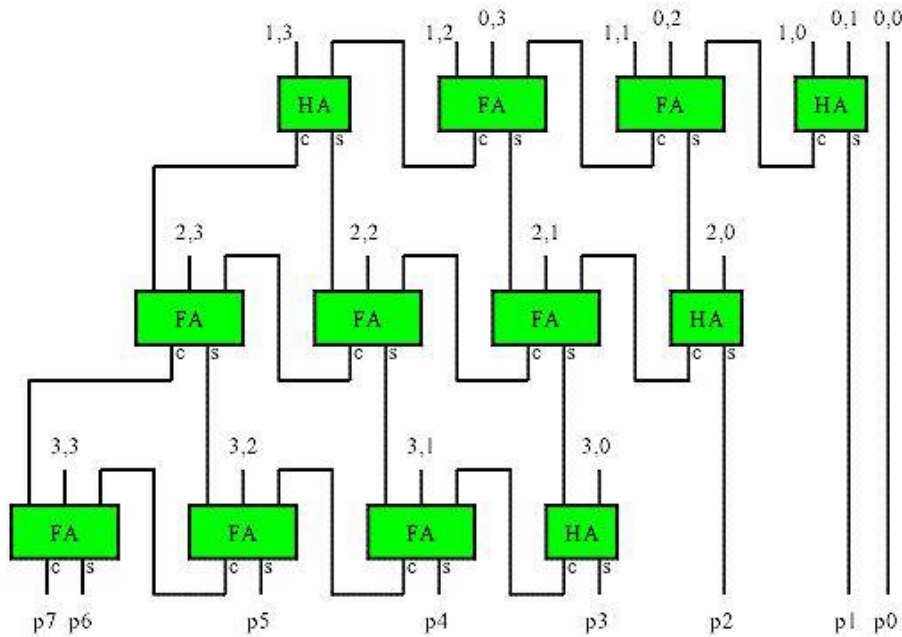 1,3 1,2 0,3 1,1 0,2 1,0 0,1 0,0
HA FA FA HA
c s c s c s c s
2,3 2,2 2,1 2,0
FA FA FA HA
c s c s c s c s
3,3 3,2 3,1 3,0
FA FA FA HA
c s c s c s c s
p7 p6 p5 p4 p3 p2 p1 p0